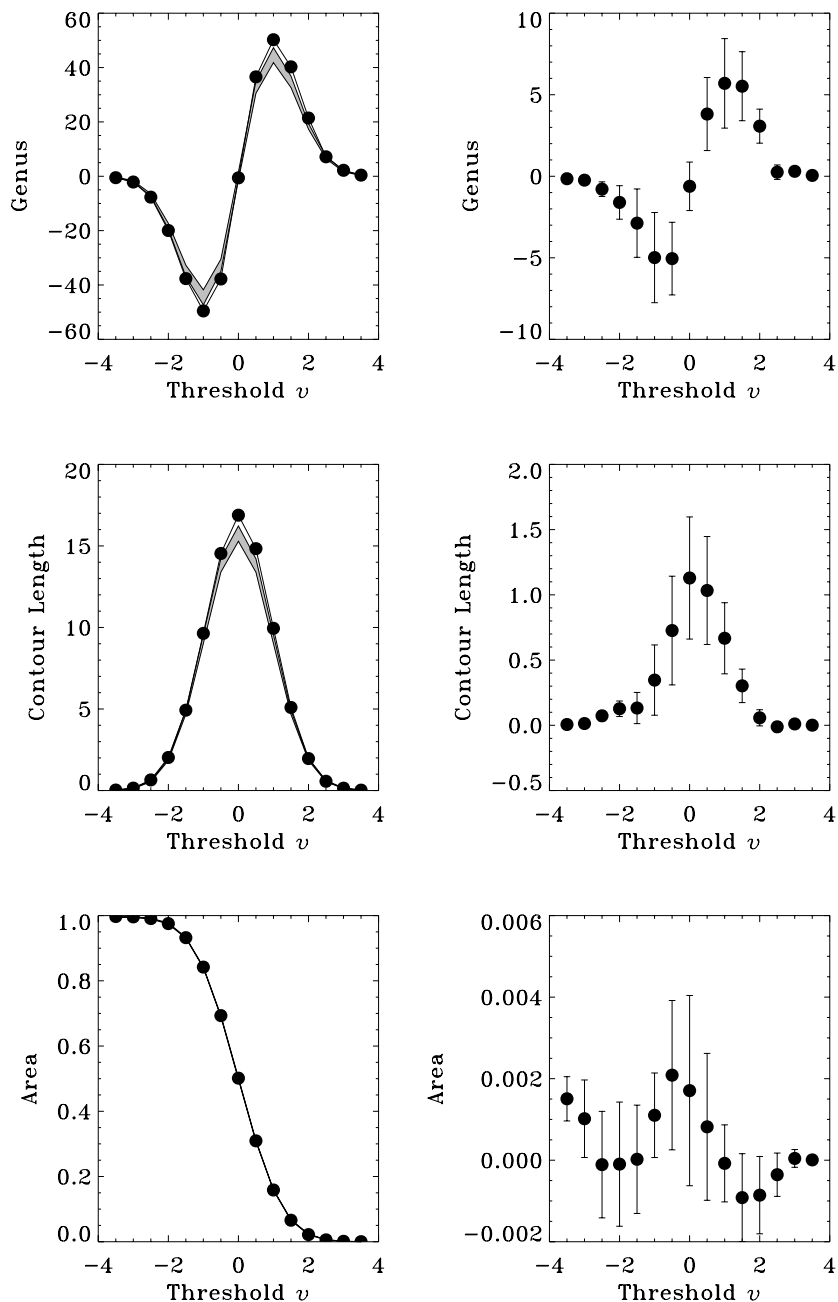 60
40
20
0
−20
−40
−60
Genus
−4 −2 0 2 4
Threshold ν
10
5
0
−5
−10
Genus
−4 −2 0 2 4
Threshold ν
20
15
10
5
0
Contour Length
−4 −2 0 2 4
Threshold ν
2.0
1.5
1.0
0.5
0.0
−0.5
Contour Length
−4 −2 0 2 4
Threshold ν
1.0
0.8
0.6
0.4
0.2
0.0
Area
−4 −2 0 2 4
Threshold ν
0.006
0.004
0.002
0.000
−0.002
Area
−4 −2 0 2 4
Threshold ν